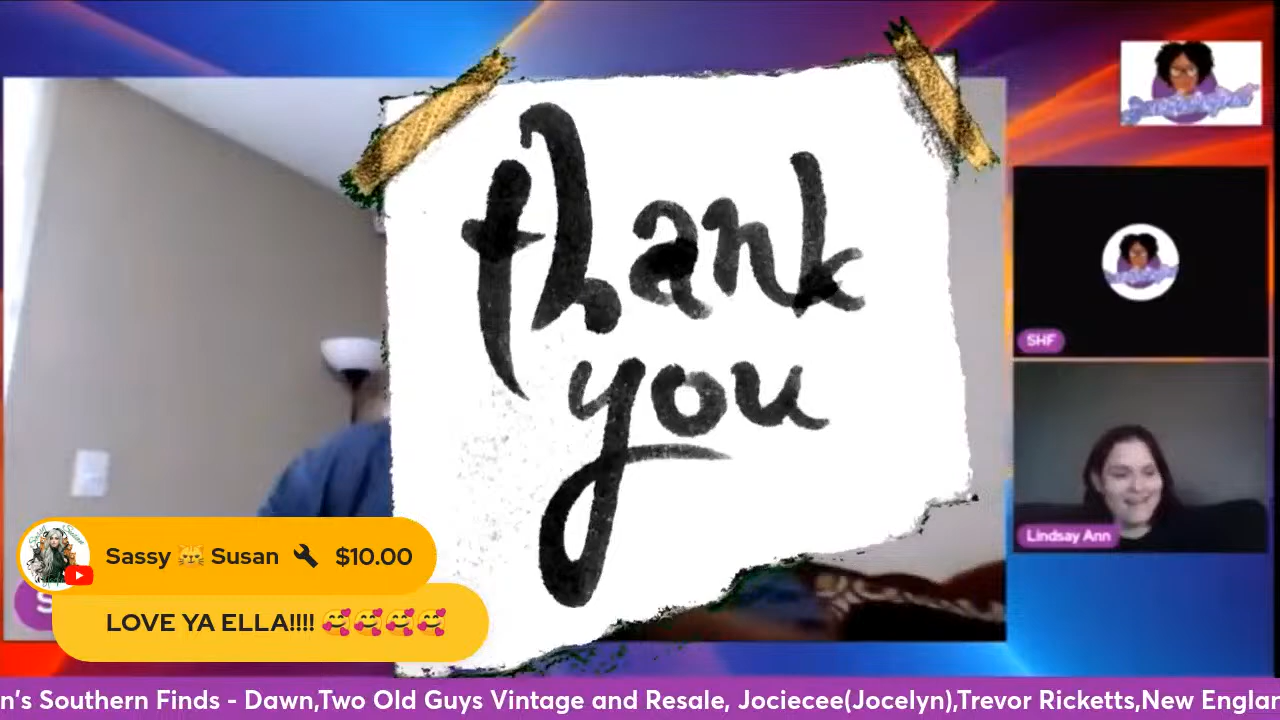 thank
you
SHF
Lindsay Ann
Sassy 😼 Susan 🔧 $10.00
LOVE YA ELLA!!!! 🥰🥰🥰🥰
S
n's Southern Finds - Dawn,Two Old Guys Vintage and Resale, Jociecee(Jocelyn),Trevor Ricketts,New Englan